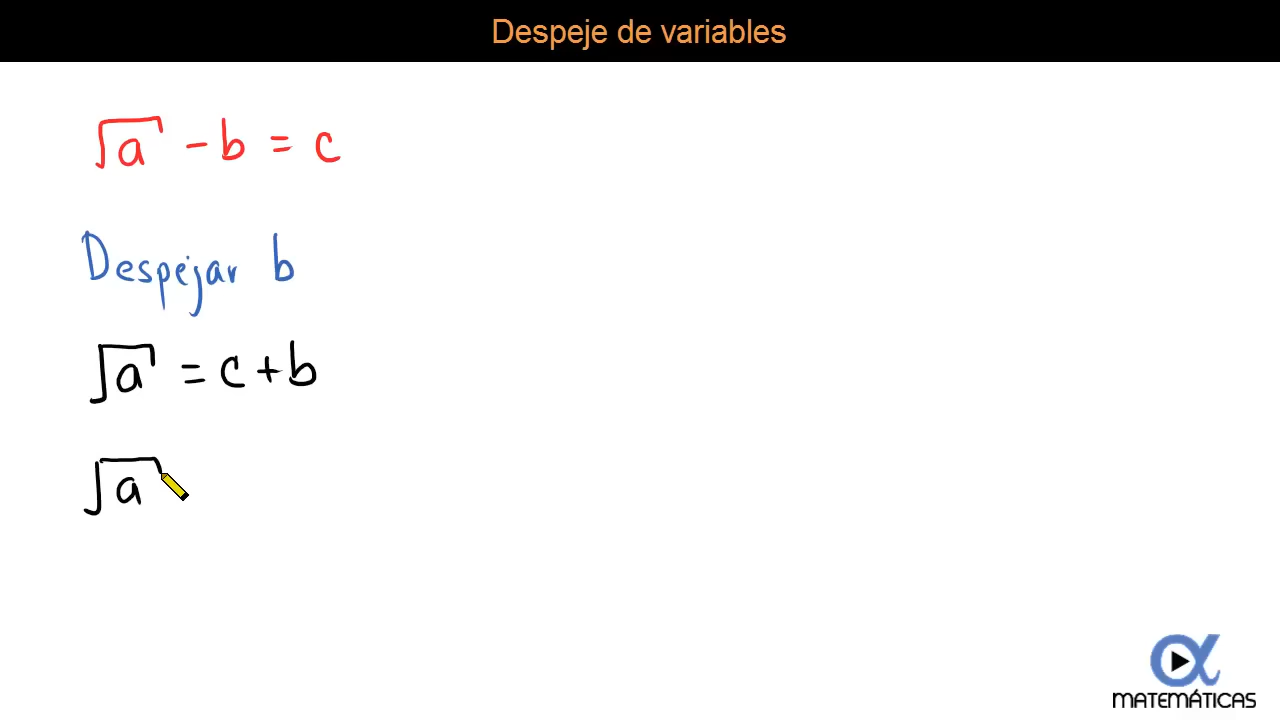 Despeje de variables
√a - b = c
Despejar b
√a = c + b
√a
MATEMÁTICAS